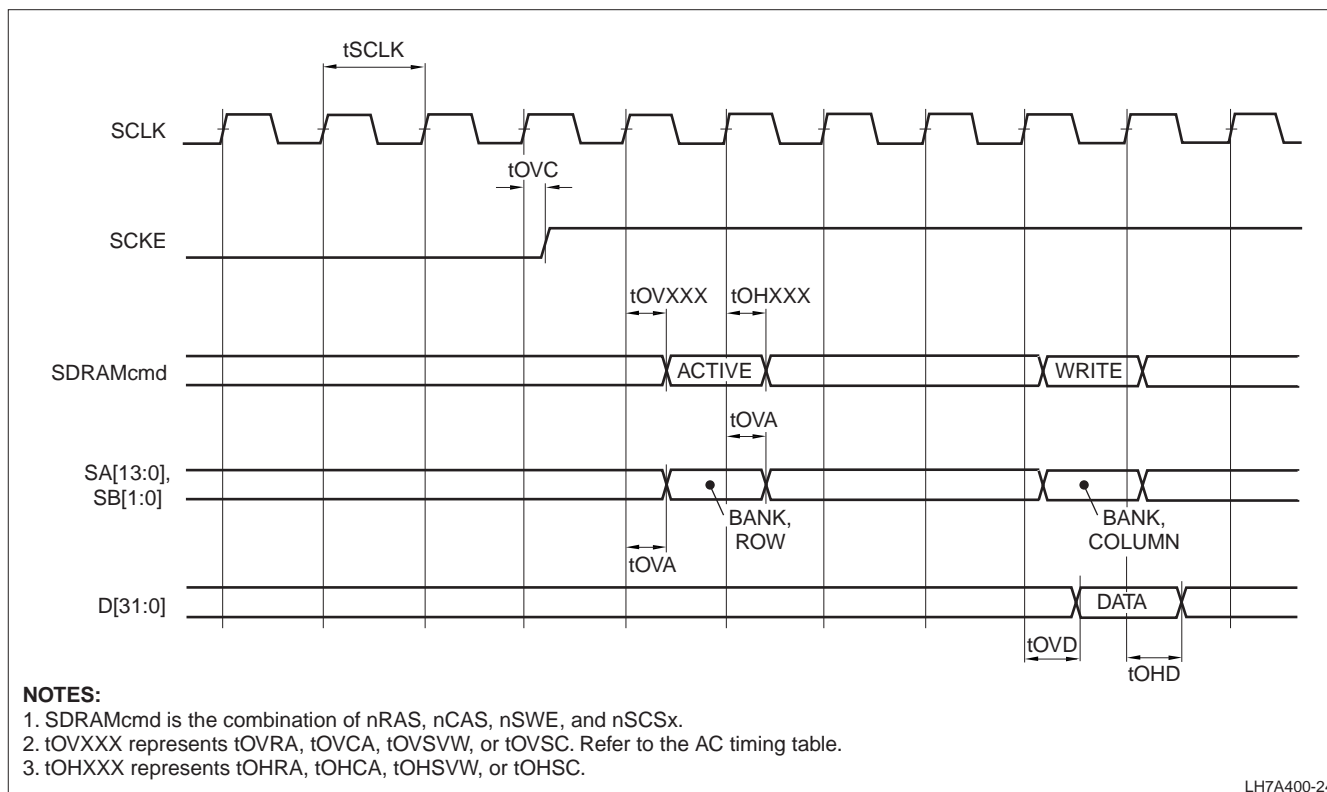 tSCLK
SCLK
tOVC
SCKE
tOVXXX
tOHXXX
SDRAMcmd
ACTIVE
WRITE
tOVA
SA[13:0],
SB[1:0]
BANK,
ROW
BANK,
COLUMN
tOVA
D[31:0]
DATA
tOVD
tOHD
NOTES:
1. SDRAMcmd is the combination of nRAS, nCAS, nSWE, and nSCSx.
2. tOVXXX represents tOVRA, tOVCA, tOVSVW, or tOVSC. Refer to the AC timing table.
3. tOHXXX represents tOHRA, tOHCA, tOHSVW, or tOHSC.
LH7A400-24